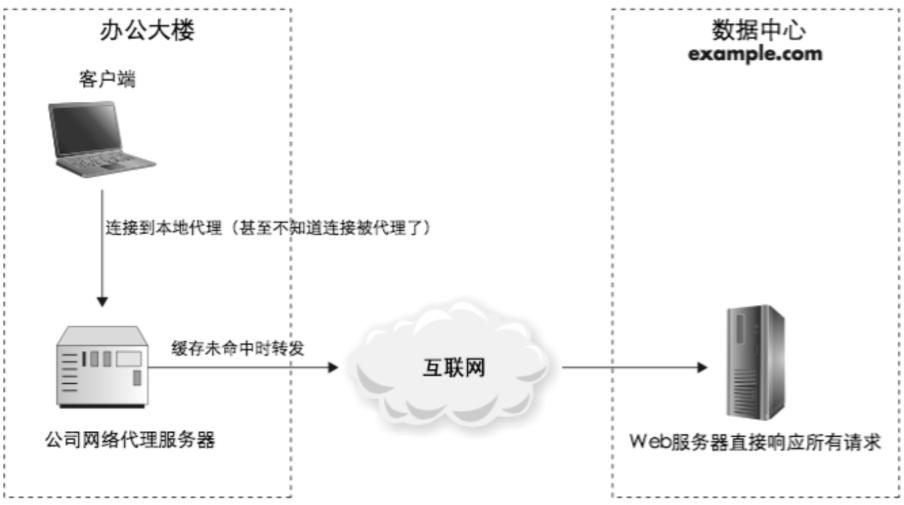 办公大楼
客户端
连接到本地代理（甚至不知道连接被代理了）
缓存未命中时转发
公司网络代理服务器
互联网
数据中心
example.com
Web服务器直接响应所有请求